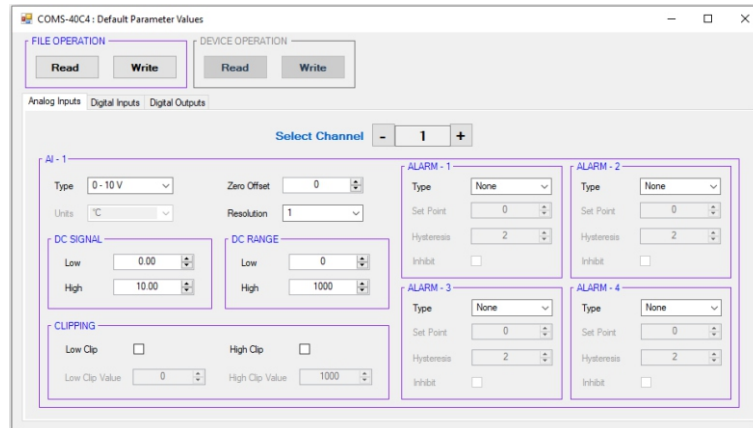 COMS-40C4 : Default Parameter Values
FILE OPERATION
Read Write
DEVICE OPERATION
Read Write
Analog Inputs Digital Inputs Digital Outputs
Select Channel - 1 +
AI - 1
Type 0 - 10 V
Zero Offset 0
Units °C
Resolution 1
DC SIGNAL
Low 0.00
High 10.00
DC RANGE
Low 0
High 1000
CLIPPING
Low Clip
High Clip
Low Clip Value 0
High Clip Value 1000
ALARM - 1
Type None
Set Point 0
Hysteresis 2
Inhibit
ALARM - 2
Type None
Set Point 0
Hysteresis 2
Inhibit
ALARM - 3
Type None
Set Point 0
Hysteresis 2
Inhibit
ALARM - 4
Type None
Set Point 0
Hysteresis 2
Inhibit